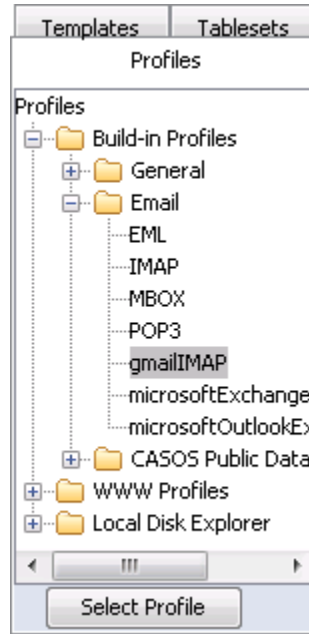 Templates Tablesets
Profiles
Profiles
Build-in Profiles
General
Email
EML
IMAP
MBOX
POP3
gmailIMAP
microsoftExchange
microsoftOutlookEx
CASOS Public Data
WWW Profiles
Local Disk Explorer
Select Profile